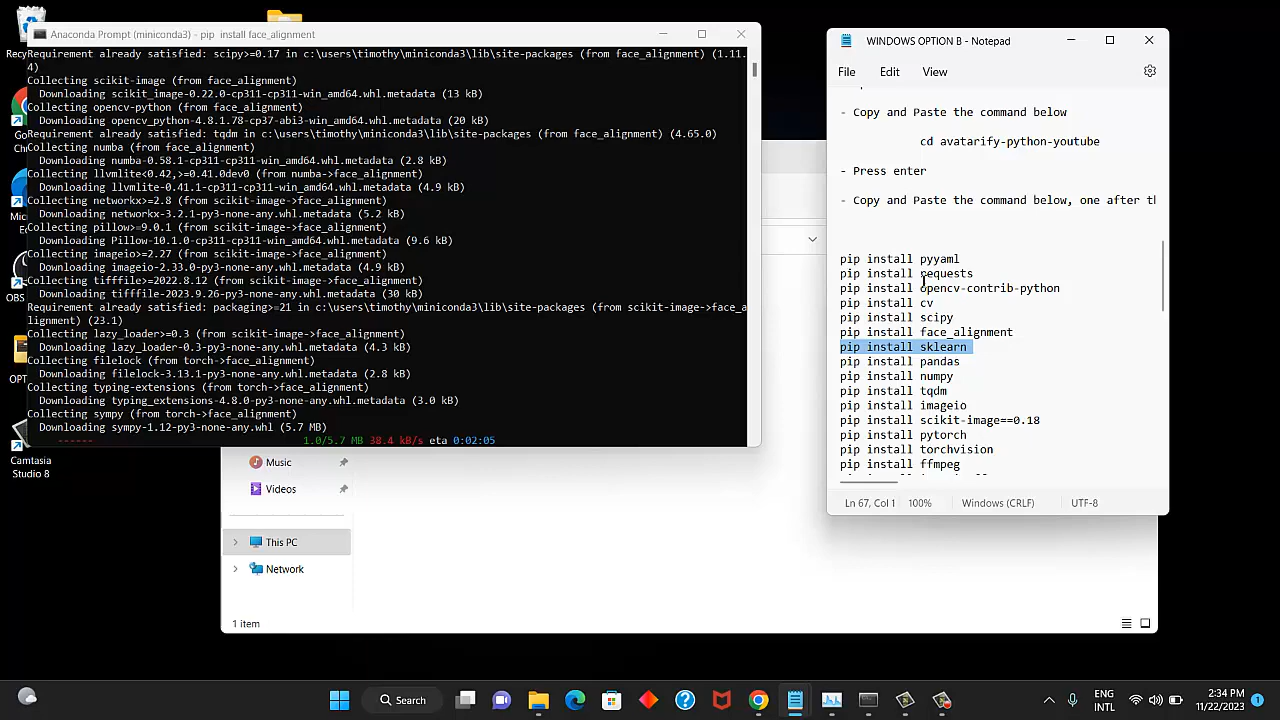 Recy
Go
Ch
Micr
Ed
OBS
OPT
Camtasia
Studio 8
Anaconda Prompt (miniconda3) - pip  install face_alignment
Requirement already satisfied: scipy>=0.17 in c:\users\timothy\miniconda3\lib\site-packages (from face_alignment) (1.11.
4)
Collecting scikit-image (from face_alignment)
Downloading scikit_image-0.22.0-cp311-cp311-win_amd64.whl.metadata (13 kB)
Collecting opencv-python (from face_alignment)
Downloading opencv_python-4.8.1.78-cp37-abi3-win_amd64.whl.metadata (20 kB)
Requirement already satisfied: tqdm in c:\users\timothy\miniconda3\lib\site-packages (from face_alignment) (4.65.0)
Collecting numba (from face_alignment)
Downloading numba-0.58.1-cp311-cp311-win_amd64.whl.metadata (2.8 kB)
Collecting llvmlite<0.42,>=0.41.0dev0 (from numba->face_alignment)
Downloading llvmlite-0.41.1-cp311-cp311-win_amd64.whl.metadata (4.9 kB)
Collecting networkx>=2.8 (from scikit-image->face_alignment)
Downloading networkx-3.2.1-py3-none-any.whl.metadata (5.2 kB)
Collecting pillow>=9.0.1 (from scikit-image->face_alignment)
Downloading Pillow-10.1.0-cp311-cp311-win_amd64.whl.metadata (9.6 kB)
Collecting imageio>=2.27 (from scikit-image->face_alignment)
Downloading imageio-2.33.0-py3-none-any.whl.metadata (4.9 kB)
Collecting tifffile>=2022.8.12 (from scikit-image->face_alignment)
Downloading tifffile-2023.9.26-py3-none-any.whl.metadata (30 kB)
Requirement already satisfied: packaging>=21 in c:\users\timothy\miniconda3\lib\site-packages (from scikit-image->face_a
lignment) (23.1)
Collecting lazy_loader>=0.3 (from scikit-image->face_alignment)
Downloading lazy_loader-0.3-py3-none-any.whl.metadata (4.3 kB)
Collecting filelock (from torch->face_alignment)
Downloading filelock-3.13.1-py3-none-any.whl.metadata (2.8 kB)
Collecting typing-extensions (from torch->face_alignment)
Downloading typing_extensions-4.8.0-py3-none-any.whl.metadata (3.0 kB)
Collecting sympy (from torch->face_alignment)
Downloading sympy-1.12-py3-none-any.whl (5.7 MB)
------ 1.0/5.7 MB 38.4 kB/s eta 0:02:05
Music
Videos
This PC
Network
1 item
WINDOWS OPTION B - Notepad
File Edit View
- Copy and Paste the command below
cd avatarify-python-youtube
- Press enter
- Copy and Paste the command below, one after th
pip install pyyaml
pip install requests
pip install opencv-contrib-python
pip install cv
pip install scipy
pip install face_alignment
pip install sklearn
pip install pandas
pip install numpy
pip install tqdm
pip install imageio
pip install scikit-image==0.18
pip install pytorch
pip install torchvision
pip install ffmpeg
Ln 67, Col 1 100% Windows (CRLF) UTF-8
Search
ENG
INTL
2:34 PM
11/22/2023
1